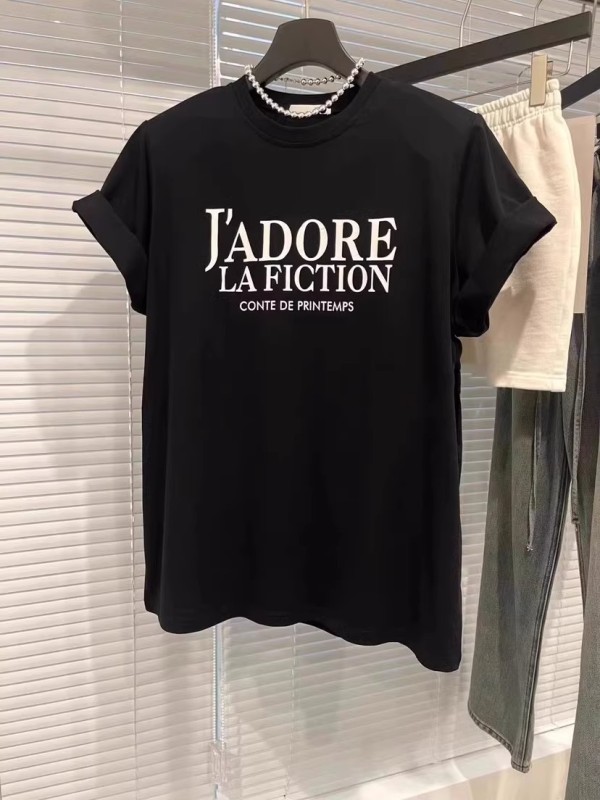 J'ADORE
LA FICTION
CONTE DE PRINTEMPS